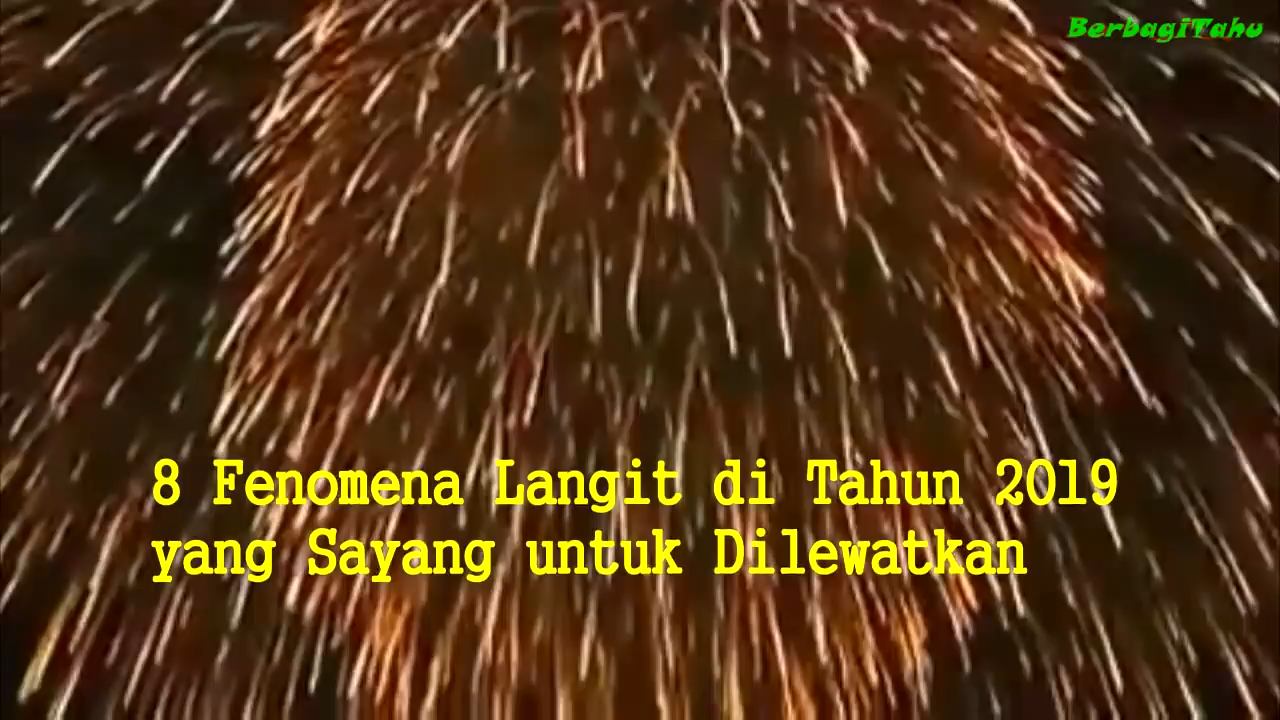 BerbagiTahu
8 Fenomena Langit di Tahun 2019
yang Sayang untuk Dilewatkan